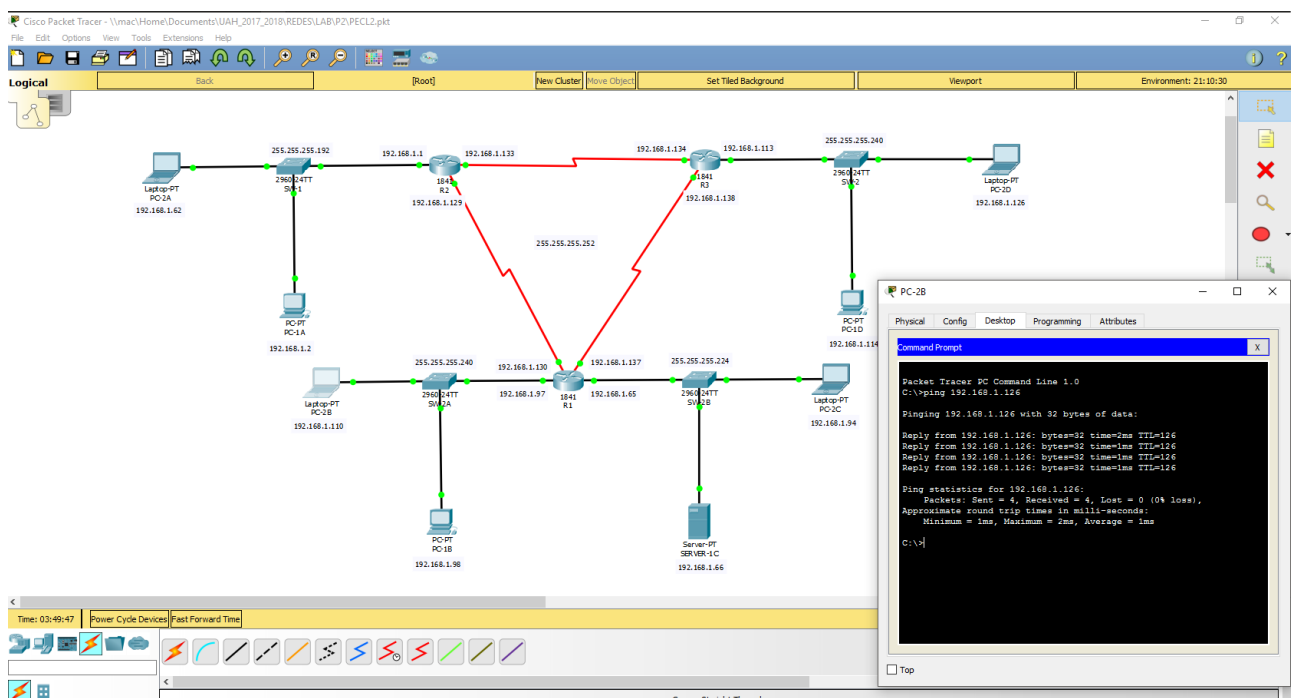 Cisco Packet Tracer - \\mac\Home\Documents\UAH_2017_2018\REDES\LAB\P2\PECL2.pkt
File Edit Options View Tools Extensions Help
Logical
Back
[Root]
New Cluster
Move Object
Set Tiled Background
Viewport
Environment: 21:10:30
255.255.255.192
192.168.1.1
192.168.1.133
192.168.1.134
192.168.1.113
255.255.255.240
Laptop-PT
PC-2A
192.168.1.62
2960-24TT
SW-1
1841
R2
192.168.1.129
1841
R3
192.168.1.138
2960-24TT
SW-2
Laptop-PT
PC-2D
192.168.1.126
255.255.255.252
PC-PT
PC-1A
192.168.1.2
PC-PT
PC-1D
192.168.1.114
255.255.255.240
192.168.1.130
192.168.1.137
255.255.255.224
Laptop-PT
PC-2B
192.168.1.110
2960-24TT
SW-2A
192.168.1.97
1841
R1
192.168.1.65
2960-24TT
SW-2B
Laptop-PT
PC-2C
192.168.1.94
PC-PT
PC-1B
192.168.1.98
Server-PT
SERVER-1C
192.168.1.66
PC-2B
Physical Config Desktop Programming Attributes
Command Prompt
X
Packet Tracer PC Command Line 1.0
C:\>ping 192.168.1.126
Pinging 192.168.1.126 with 32 bytes of data:
Reply from 192.168.1.126: bytes=32 time=2ms TTL=126
Reply from 192.168.1.126: bytes=32 time=1ms TTL=126
Reply from 192.168.1.126: bytes=32 time=1ms TTL=126
Reply from 192.168.1.126: bytes=32 time=1ms TTL=126
Ping statistics for 192.168.1.126:
Packets: Sent = 4, Received = 4, Lost = 0 (0% loss),
Approximate round trip times in milli-seconds:
Minimum = 1ms, Maximum = 2ms, Average = 1ms
C:\>
Top
Time: 03:49:47
Power Cycle Devices
Fast Forward Time